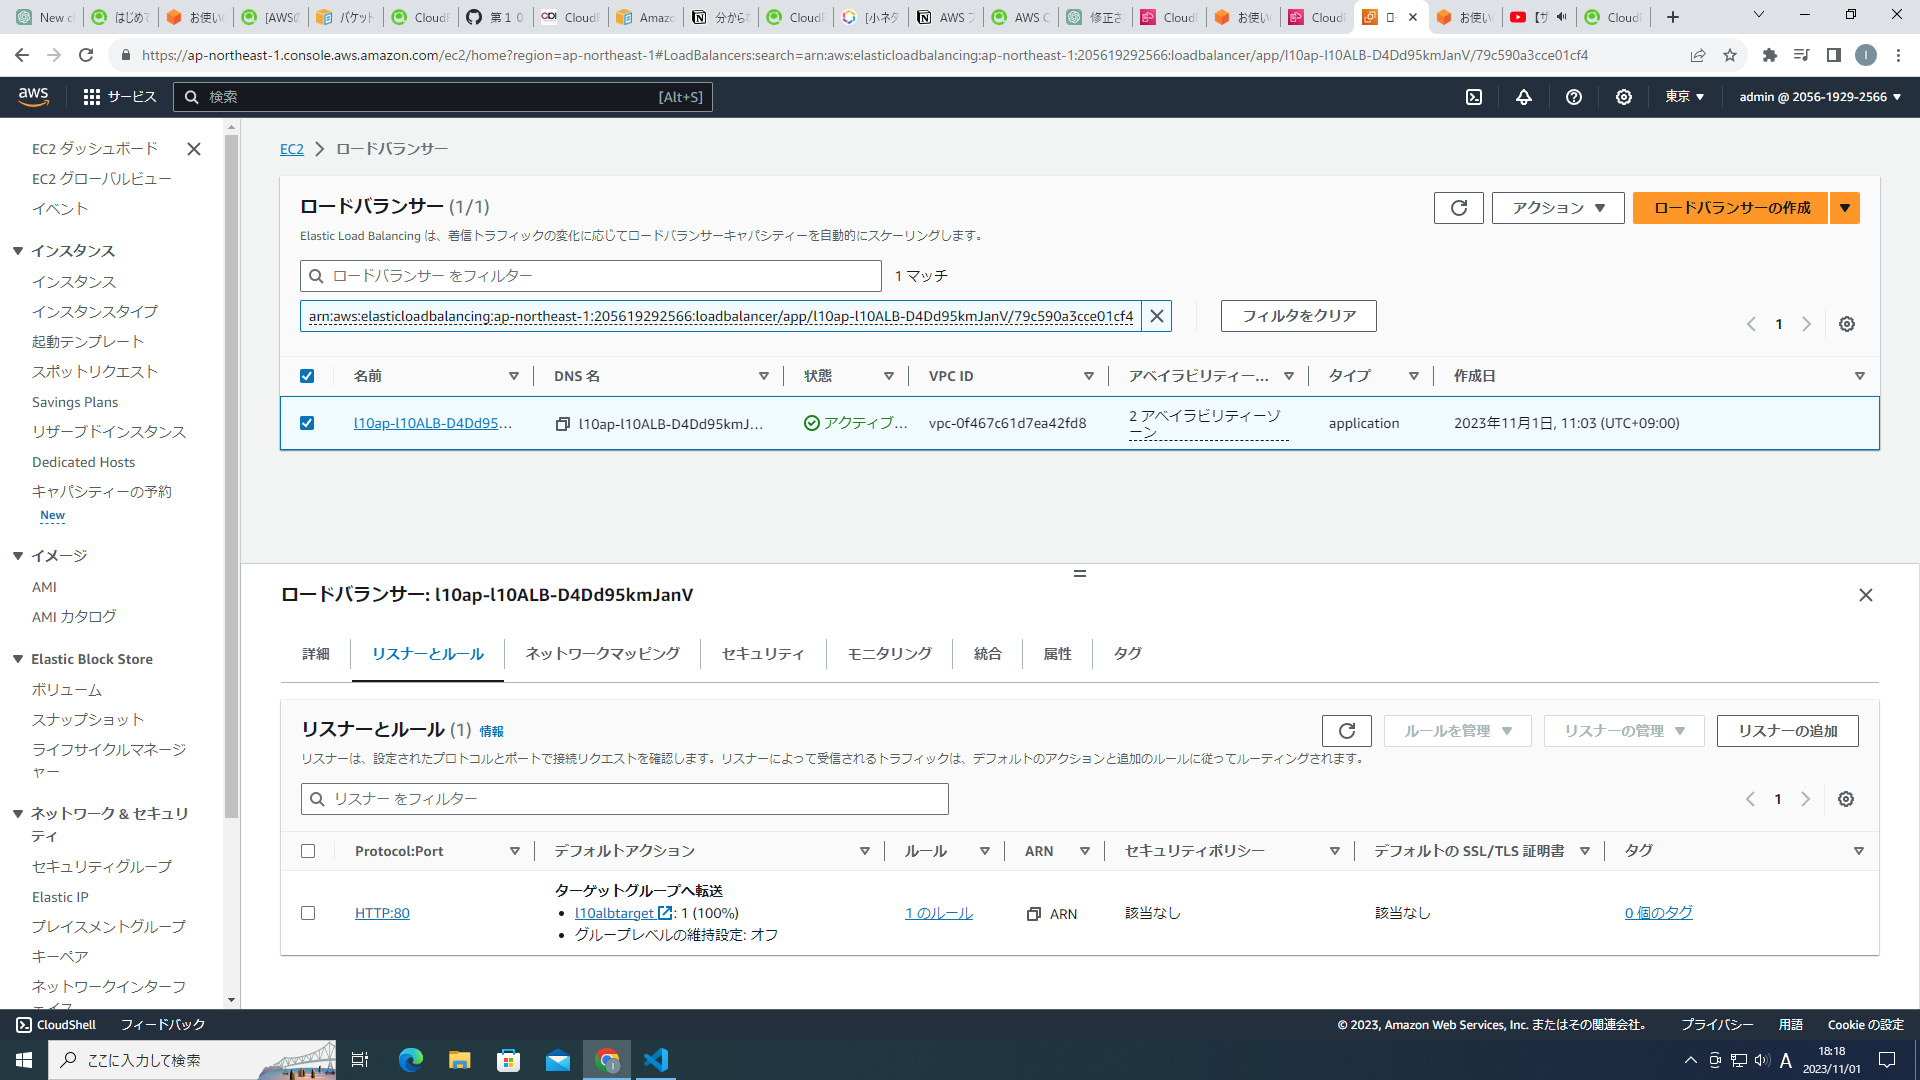 New c
はじめて
お使い
[AWSの
バケット
CloudF
第１０
CloudF
Amazo
分からな
CloudF
[小ネタ
AWS フ
AWS C
修正さ
CloudF
お使い
CloudF
ロ-
お使い
【サ
CloudF
https://ap-northeast-1.console.aws.amazon.com/ec2/home?region=ap-northeast-1#LoadBalancers:search=arn:aws:elasticloadbalancing:ap-northeast-1:205619292566:loadbalancer/app/l10ap-l10ALB-D4Dd95kmJanV/79c590a3cce01cf4
I
aws
サービス
検索
[Alt+S]
東京
admin @ 2056-1929-2566
EC2 ダッシュボード
EC2 グローバルビュー
イベント
インスタンス
インスタンス
インスタンスタイプ
起動テンプレート
スポットリクエスト
Savings Plans
リザーブドインスタンス
Dedicated Hosts
キャパシティーの予約
New
イメージ
AMI
AMI カタログ
Elastic Block Store
ボリューム
スナップショット
ライフサイクルマネージ
ャー
ネットワーク & セキュリ
ティ
セキュリティグループ
Elastic IP
プレイスメントグループ
キーペア
ネットワークインターフ
ェイス
EC2
ロードバランサー
ロードバランサー (1/1)
アクション
ロードバランサーの作成
Elastic Load Balancing は、着信トラフィックの変化に応じてロードバランサーキャパシティーを自動的にスケーリングします。
ロードバランサー をフィルター
1 マッチ
arn:aws:elasticloadbalancing:ap-northeast-1:205619292566:loadbalancer/app/l10ap-l10ALB-D4Dd95kmJanV/79c590a3cce01cf4
フィルタをクリア
1
名前
DNS 名
状態
VPC ID
アベイラビリティー...
タイプ
作成日
l10ap-l10ALB-D4Dd95...
l10ap-l10ALB-D4Dd95kmJ...
アクティブ...
vpc-0f467c61d7ea42fd8
2 アベイラビリティーゾ
ーン
application
2023年11月1日, 11:03 (UTC+09:00)
ロードバランサー: l10ap-l10ALB-D4Dd95kmJanV
詳細
リスナーとルール
ネットワークマッピング
セキュリティ
モニタリング
統合
属性
タグ
リスナーとルール (1) 情報
ルールを管理
リスナーの管理
リスナーの追加
リスナーは、設定されたプロトコルとポートで接続リクエストを確認します。リスナーによって受信されるトラフィックは、デフォルトのアクションと追加のルールに従ってルーティングされます。
リスナー をフィルター
1
Protocol:Port
デフォルトアクション
ルール
ARN
セキュリティポリシー
デフォルトの SSL/TLS 証明書
タグ
HTTP:80
ターゲットグループへ転送
l10albtarget: 1 (100%)
グループレベルの維持設定: オフ
1 のルール
ARN
該当なし
該当なし
0 個のタグ
CloudShell
フィードバック
© 2023, Amazon Web Services, Inc. またはその関連会社。
プライバシー
用語
Cookie の設定
ここに入力して検索
A
18:18
2023/11/01